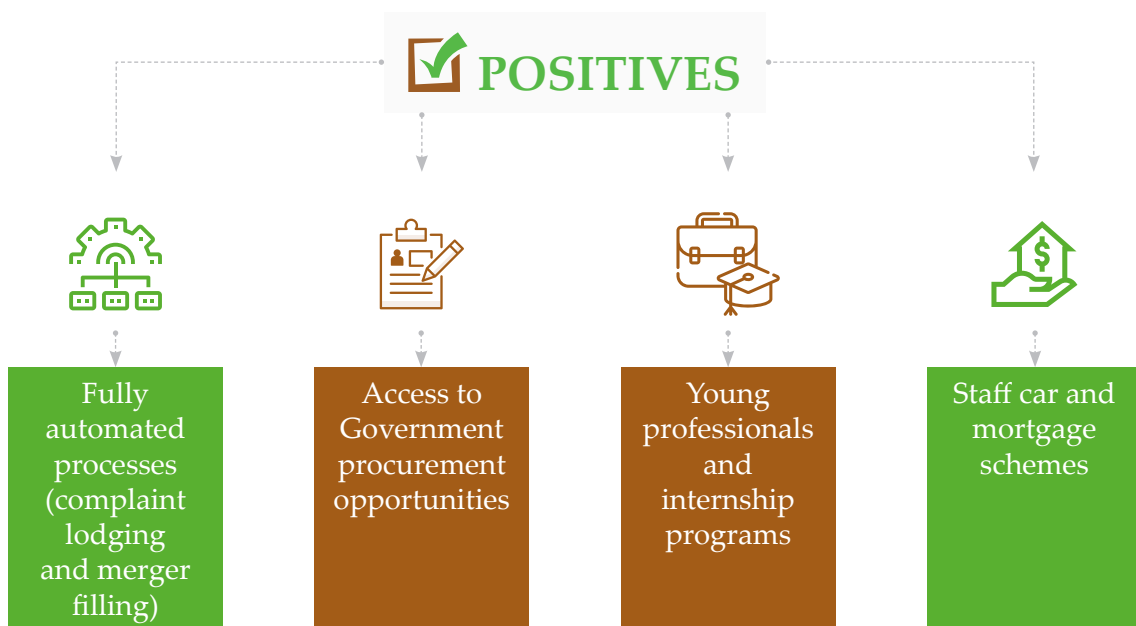 POSITIVES
Fully
automated
processes
(complaint
lodging
and merger
filling)
Access to
Government
procurement
opportunities
Young
professionals
and
internship
programs
Staff car and
mortgage
schemes